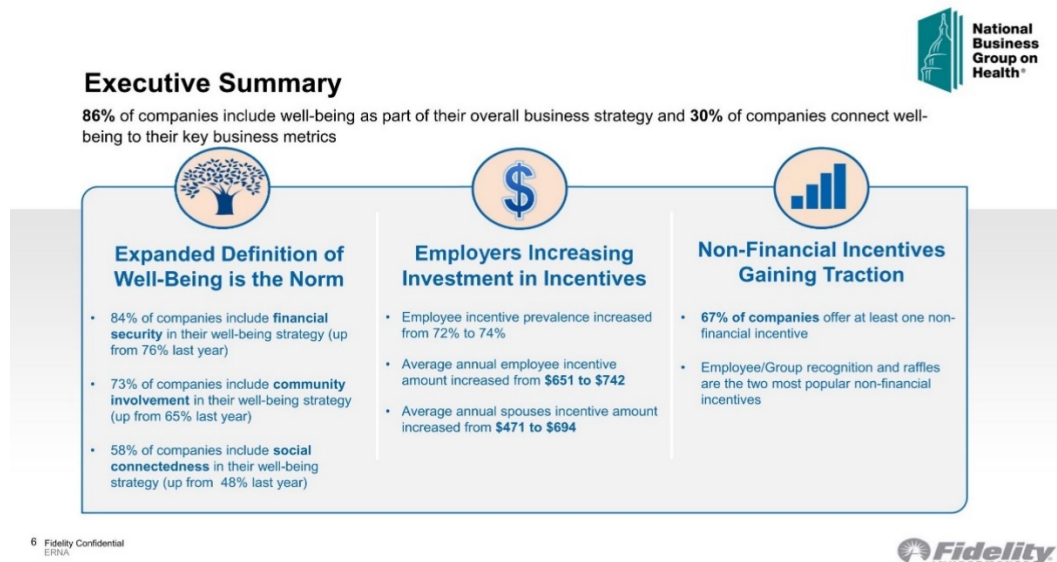 National
Business
Group on
Health®
Executive Summary
86% of companies include well-being as part of their overall business strategy and 30% of companies connect well-
being to their key business metrics
Expanded Definition of
Well-Being is the Norm
• 84% of companies include financial
security in their well-being strategy (up
from 76% last year)
• 73% of companies include community
involvement in their well-being strategy
(up from 65% last year)
• 58% of companies include social
connectedness in their well-being
strategy (up from 48% last year)
$
Employers Increasing
Investment in Incentives
• Employee incentive prevalence increased
from 72% to 74%
• Average annual employee incentive
amount increased from $651 to $742
• Average annual spouses incentive amount
increased from $471 to $694
Non-Financial Incentives
Gaining Traction
• 67% of companies offer at least one non-
financial incentive
• Employee/Group recognition and raffles
are the two most popular non-financial
incentives
6 Fidelity Confidential
ERNA
Fidelity